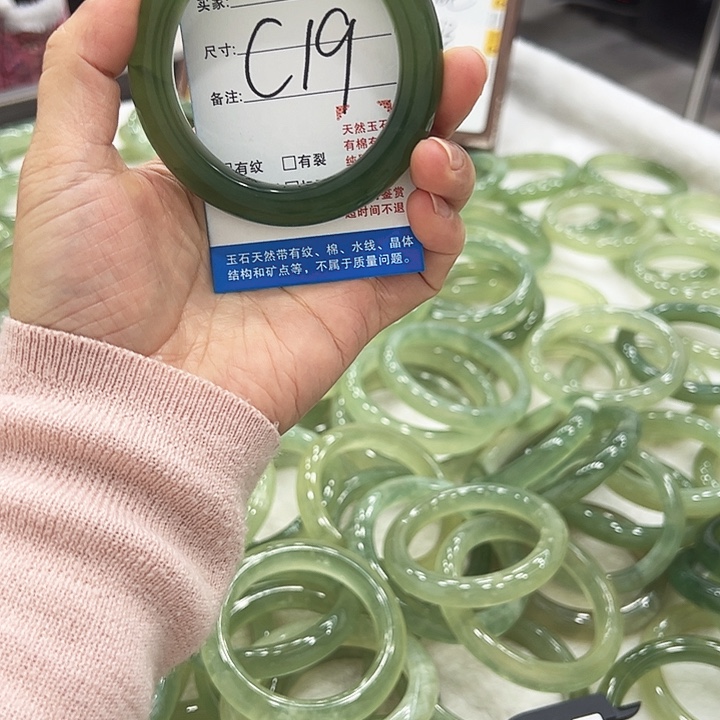 买家:
尺寸:
C19
备注:
天然玉石
有棉
有纹 □有裂
鉴赏
短时间不退
玉石天然带有纹、棉、水线、晶体
结构和矿点等，不属于质量问题。